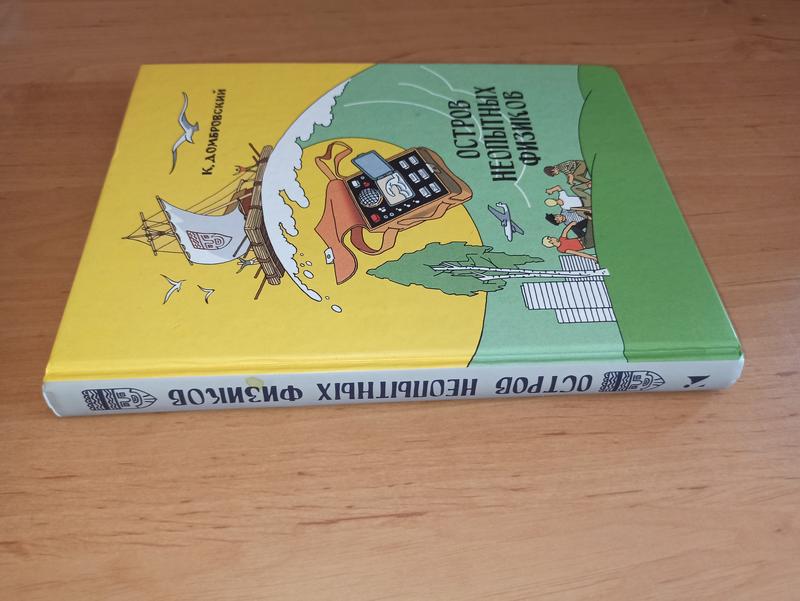 К. ДОМБРОВСКИЙ
ОСТРОВ
НЕОПЫТНЫХ
ФИЗИКОВ
ОСТРОВ НЕОПЫТНЫХ ФИЗИКОВ